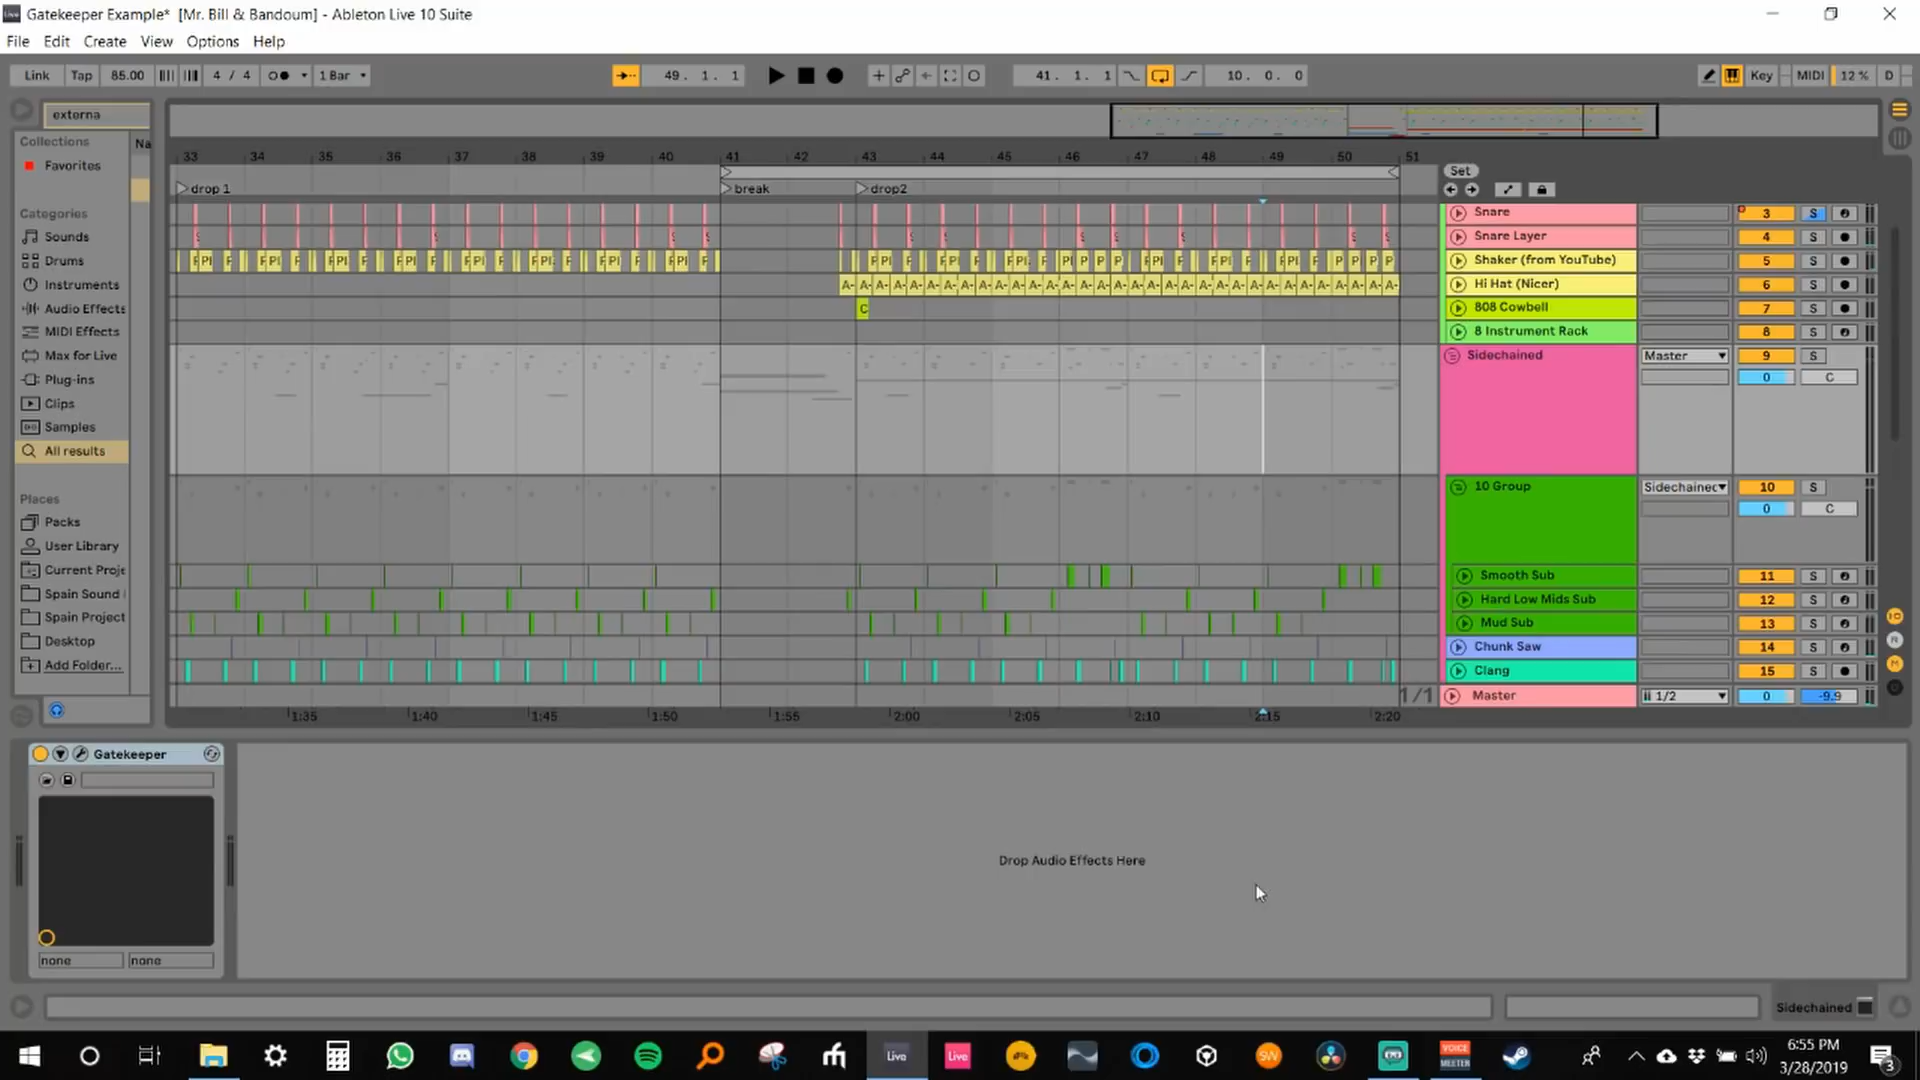 Gatekeeper Example* [Mr. Bill & Bandoum] - Ableton Live 10 Suite
File Edit Create View Options Help
Link Tap 85.00 4 / 4 1 Bar 49. 1. 1 41. 1. 1 10. 0. 0 Key MIDI 12 % D
externa
Collections Na
Favorites
Categories
Sounds
Drums
Instruments
Audio Effects
MIDI Effects
Max for Live
Plug-ins
Clips
Samples
All results
Places
Packs
User Library
Current Proje
Spain Sound
Spain Project
Desktop
Add Folder...
33 34 35 36 37 38 39 40 41 42 43 44 45 46 47 48 49 50 51
Set
drop 1 break drop2
Snare 3 S
Snare Layer 4 S
Shaker (from YouTube) 5 S
Hi Hat (Nicer) 6 S
C 808 Cowbell 7 S
8 Instrument Rack 8 S
Sidechained Master 9 S
0 C
10 Group Sidechained 10 S
0 C
Smooth Sub 11 S
Hard Low Mids Sub 12 S
Mud Sub 13 S
Chunk Saw 14 S
Clang 15 S
1/1 Master 1/2 0 -9.9
1:35 1:40 1:45 1:50 1:55 2:00 2:05 2:10 2:15 2:20
Gatekeeper
Drop Audio Effects Here
none none
Sidechained
Live Live SW VOICE MEETER
6:55 PM
3/28/2019
3